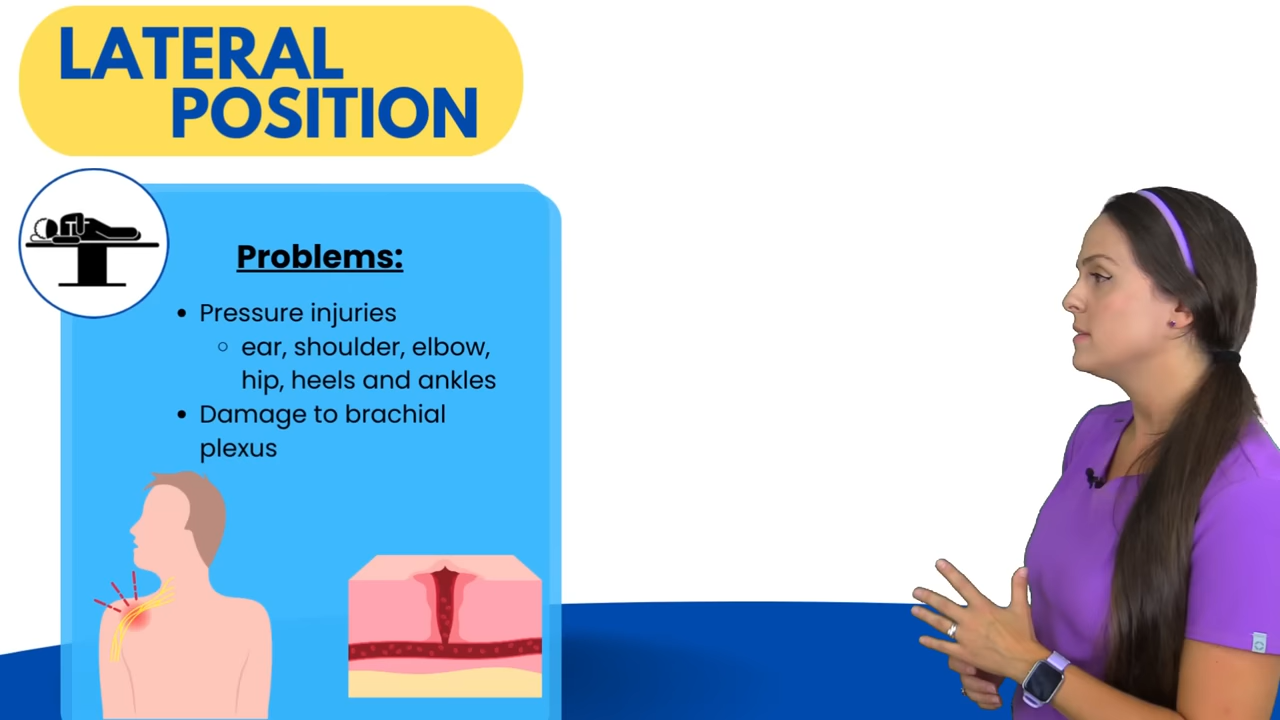 LATERAL
POSITION
Problems:
Pressure injuries
ear, shoulder, elbow,
hip, heels and ankles
Damage to brachial
plexus